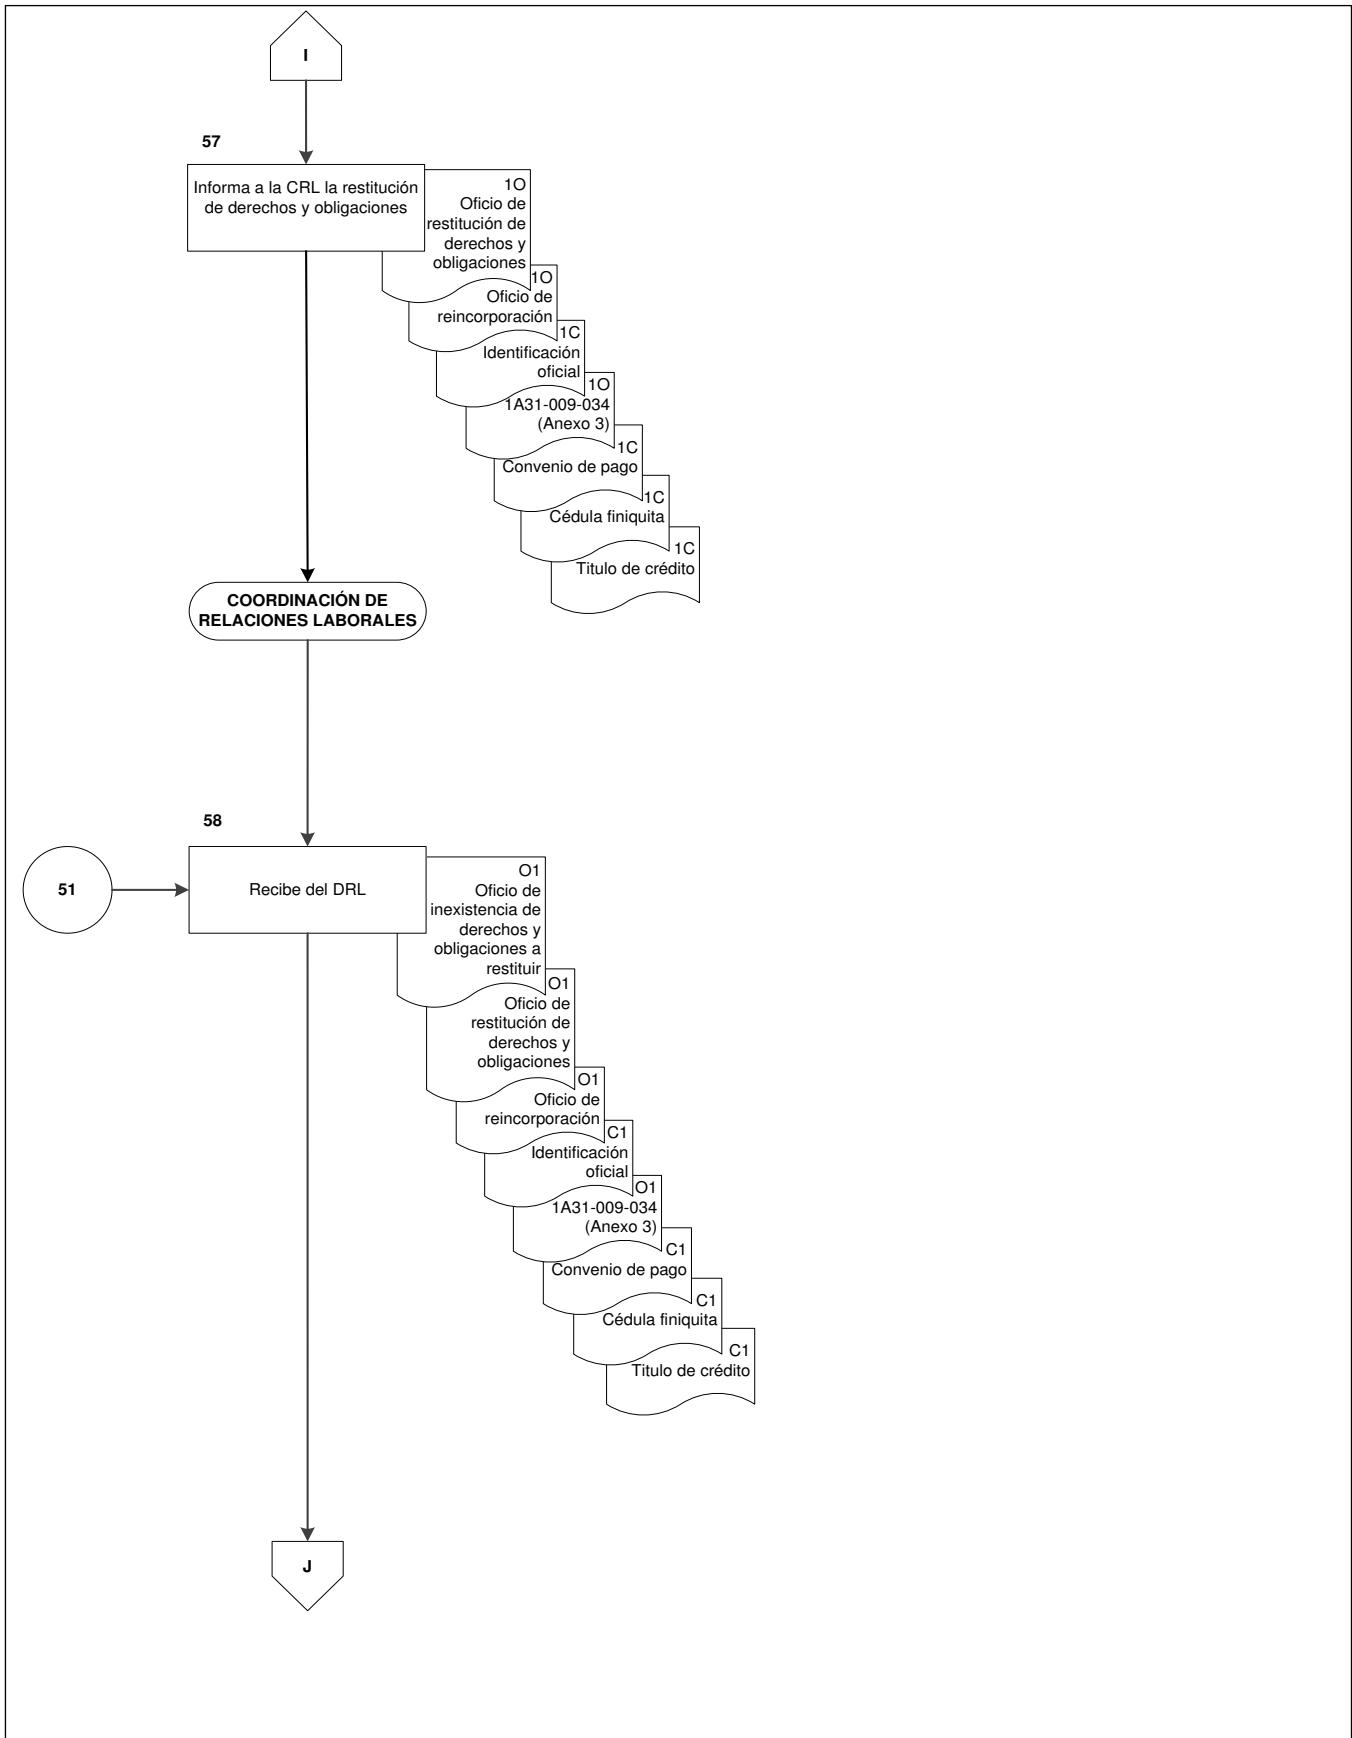 I
57
Informa a la CRL la restitución
de derechos y obligaciones
1O
Oficio de
restitución de
derechos y
obligaciones
1O
Oficio de
reincorporación
1C
Identificación
oficial
1O
1A31-009-034
(Anexo 3)
1C
Convenio de pago
1C
Cédula finiquita
1C
Titulo de crédito
COORDINACIÓN DE
RELACIONES LABORALES
58
51
Recibe del DRL
O1
Oficio de
inexistencia de
derechos y
obligaciones a
restituir
O1
Oficio de
restitución de
derechos y
obligaciones
O1
Oficio de
reincorporación
C1
Identificación
oficial
O1
1A31-009-034
(Anexo 3)
C1
Convenio de pago
C1
Cédula finiquita
C1
Titulo de crédito
J